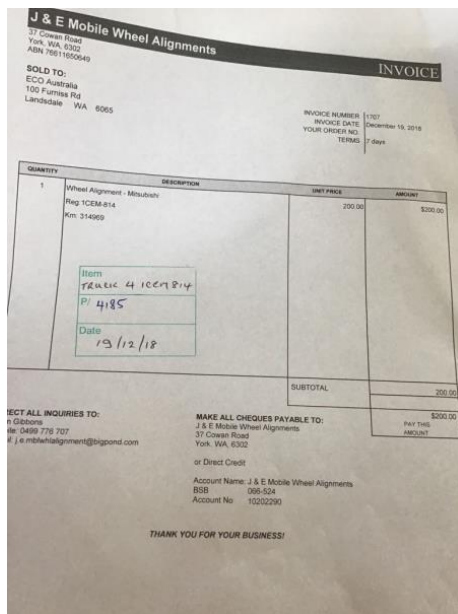 J & E Mobile Wheel Alignments
37 Cowan Road
York, WA, 6302
ABN 76611650649
INVOICE
SOLD TO:
ECO Australia
100 Furniss Rd
Landsdale WA 6065
INVOICE NUMBER 1707
INVOICE DATE December 19, 2018
YOUR ORDER NO.
TERMS 7 days
QUANTITY DESCRIPTION UNIT PRICE AMOUNT
1 Wheel Alignment - Mitsubishi 200.00 $200.00
Reg 1CEM-814
Km: 314969
Item
TRUCK 4 1CEM814
P/ 4185
Date
19/12/18
SUBTOTAL 200.00
$200.00
PAY THIS
AMOUNT
ECT ALL INQUIRIES TO:
n Gibbons
ile: 0499 776 707
il: j.e.mblwhlalignment@bigpond.com
MAKE ALL CHEQUES PAYABLE TO:
J & E Mobile Wheel Alignments
37 Cowan Road
York, WA, 6302
or Direct Credit
Account Name: J & E Mobile Wheel Alignments
BSB 066-524
Account No 10202290
THANK YOU FOR YOUR BUSINESS!